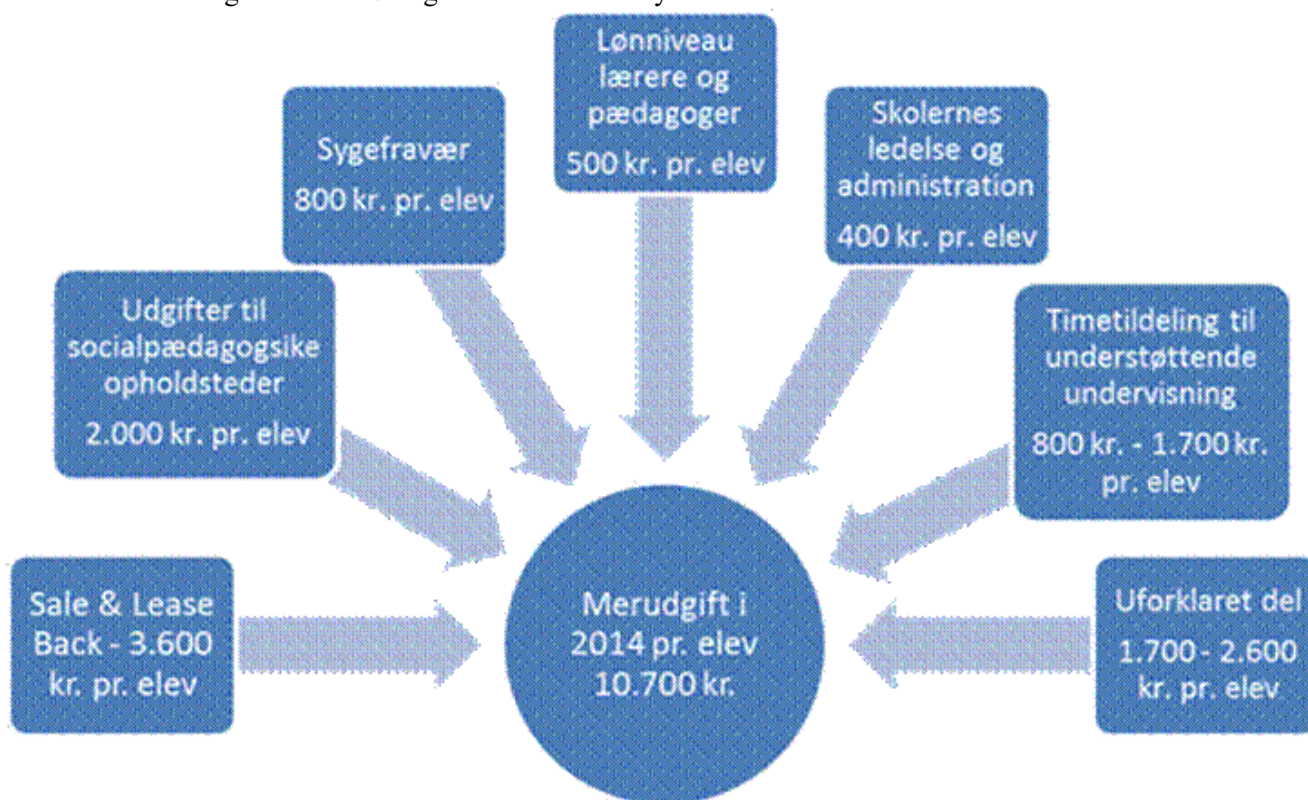 Lønniveau
lærere og
pædagoger
500 kr. pr. elev
Sygefravær
800 kr. pr. elev
Skolernes
ledelse og
administration
400 kr. pr. elev
Udgifter til
socialpædagogsike
opholdsteder
2.000 kr. pr. elev
Timetildeling til
understøttende
undervisning
800 kr. - 1.700 kr.
pr. elev
Sale & Lease
Back - 3.600
kr. pr. elev
Merudgift i
2014 pr. elev
10.700 kr.
Uforklaret del
1.700 - 2.600
kr. pr. elev